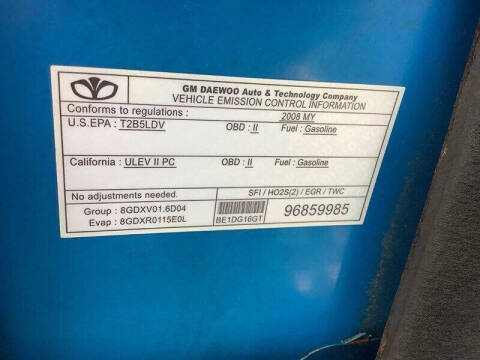 GM DAEWOO Auto & Technology Company
VEHICLE EMISSION CONTROL INFORMATION
Conforms to regulations : 2008 MY
U.S.EPA : T2B5LDV OBD : II Fuel : Gasoline
California : ULEV II PC OBD : II Fuel : Gasoline
No adjustments needed. SFI / HO2S(2) / EGR / TWC
Group : 8GDXV01.6D04
Evap : 8GDXR0115E0L
BE1DG16GT
96859985